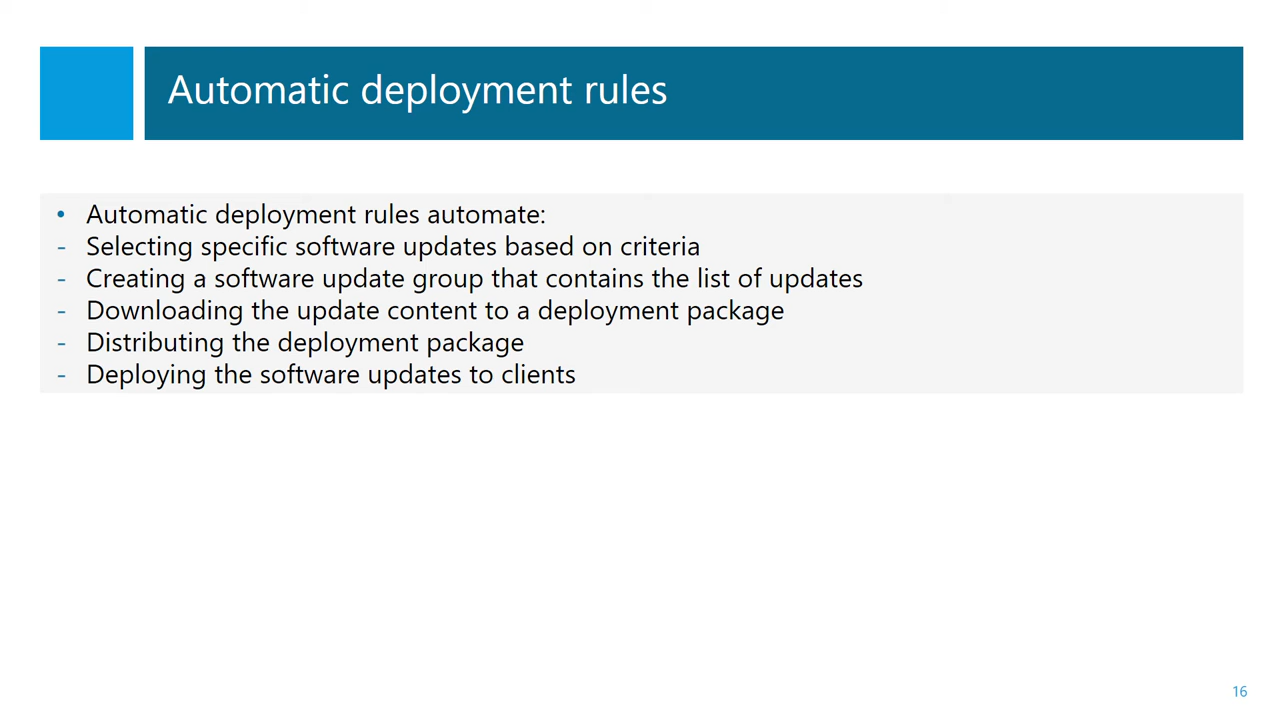 Automatic deployment rules
• Automatic deployment rules automate:
- Selecting specific software updates based on criteria
- Creating a software update group that contains the list of updates
- Downloading the update content to a deployment package
- Distributing the deployment package
- Deploying the software updates to clients
16